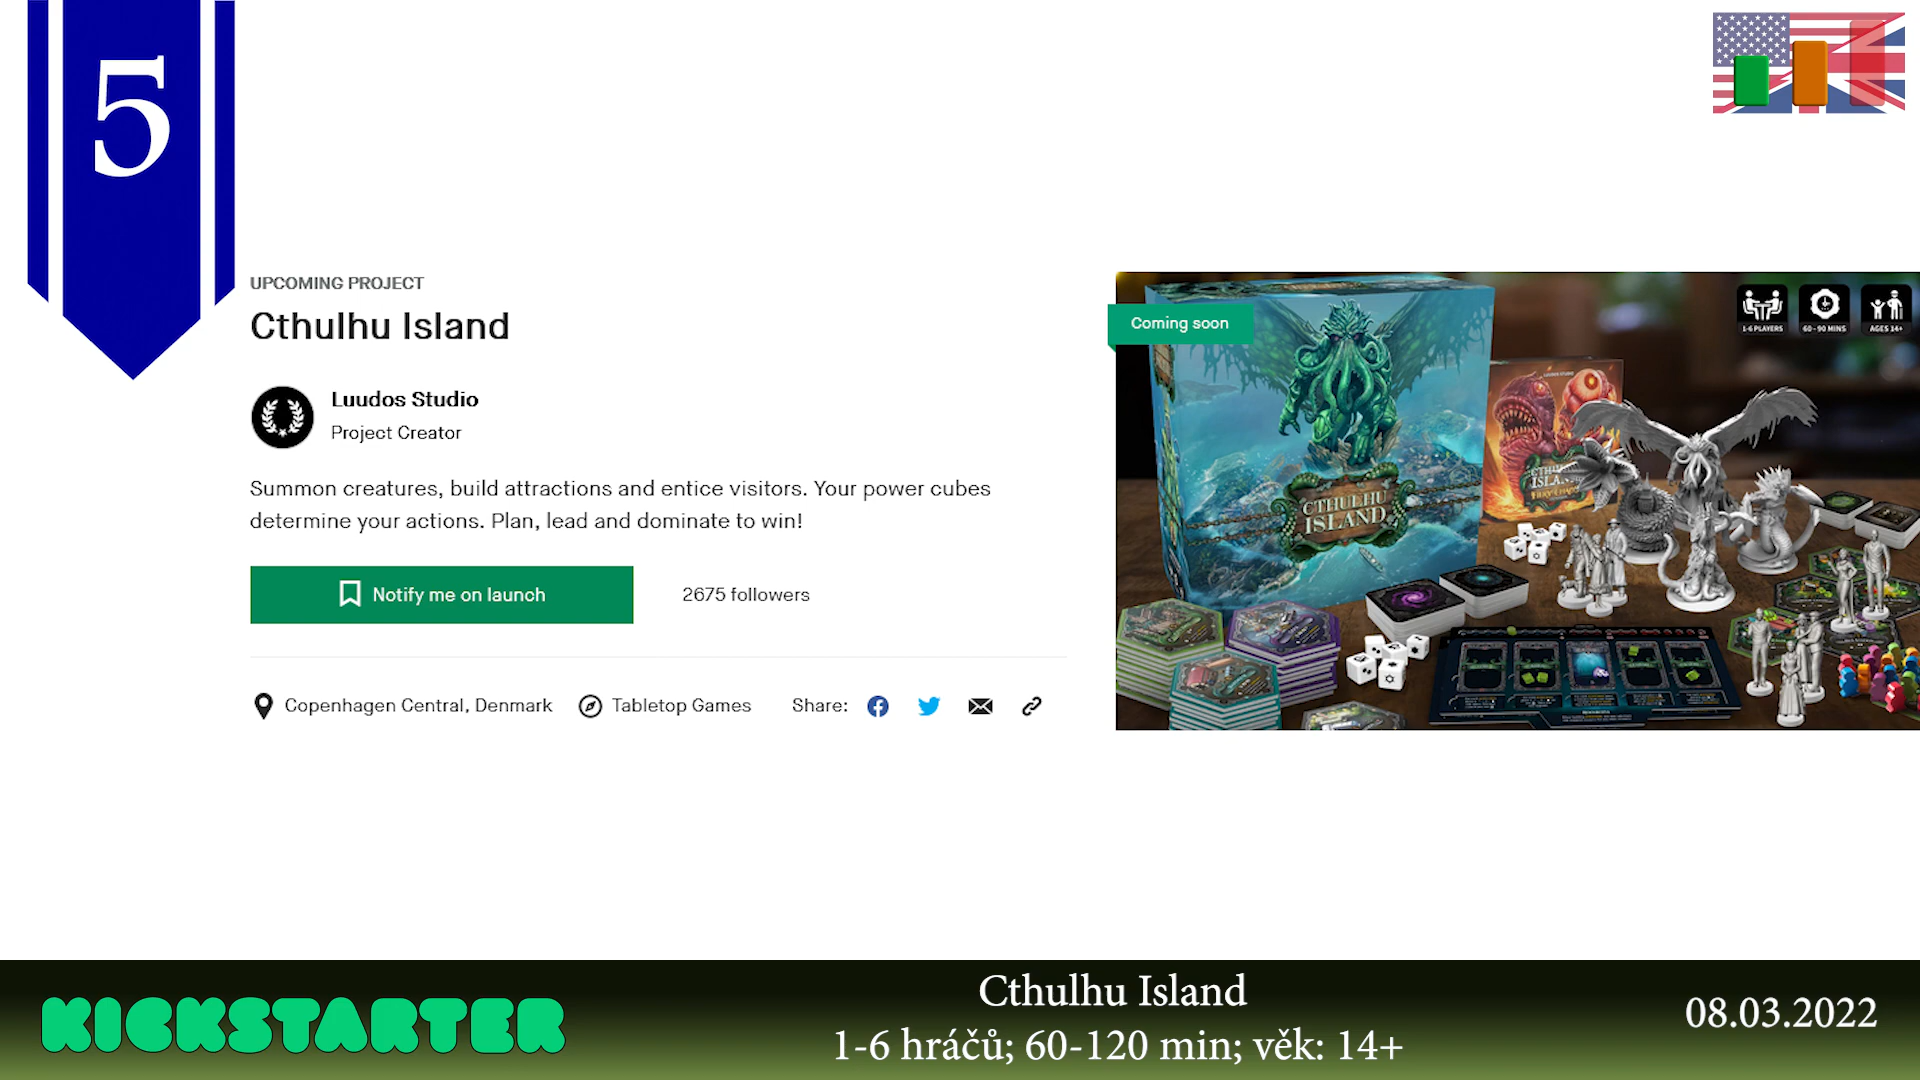 5
UPCOMING PROJECT
Cthulhu Island
Luudos Studio
Project Creator
Summon creatures, build attractions and entice visitors. Your power cubes
determine your actions. Plan, lead and dominate to win!
Notify me on launch
2675 followers
Copenhagen Central, Denmark
Tabletop Games
Share:
Coming soon
1-6 PLAYERS
60-90 MINS
AGES 14+
CTHULHU
ISLAND
KICKSTARTER
Cthulhu Island
1-6 hráčů; 60-120 min; věk: 14+
08.03.2022